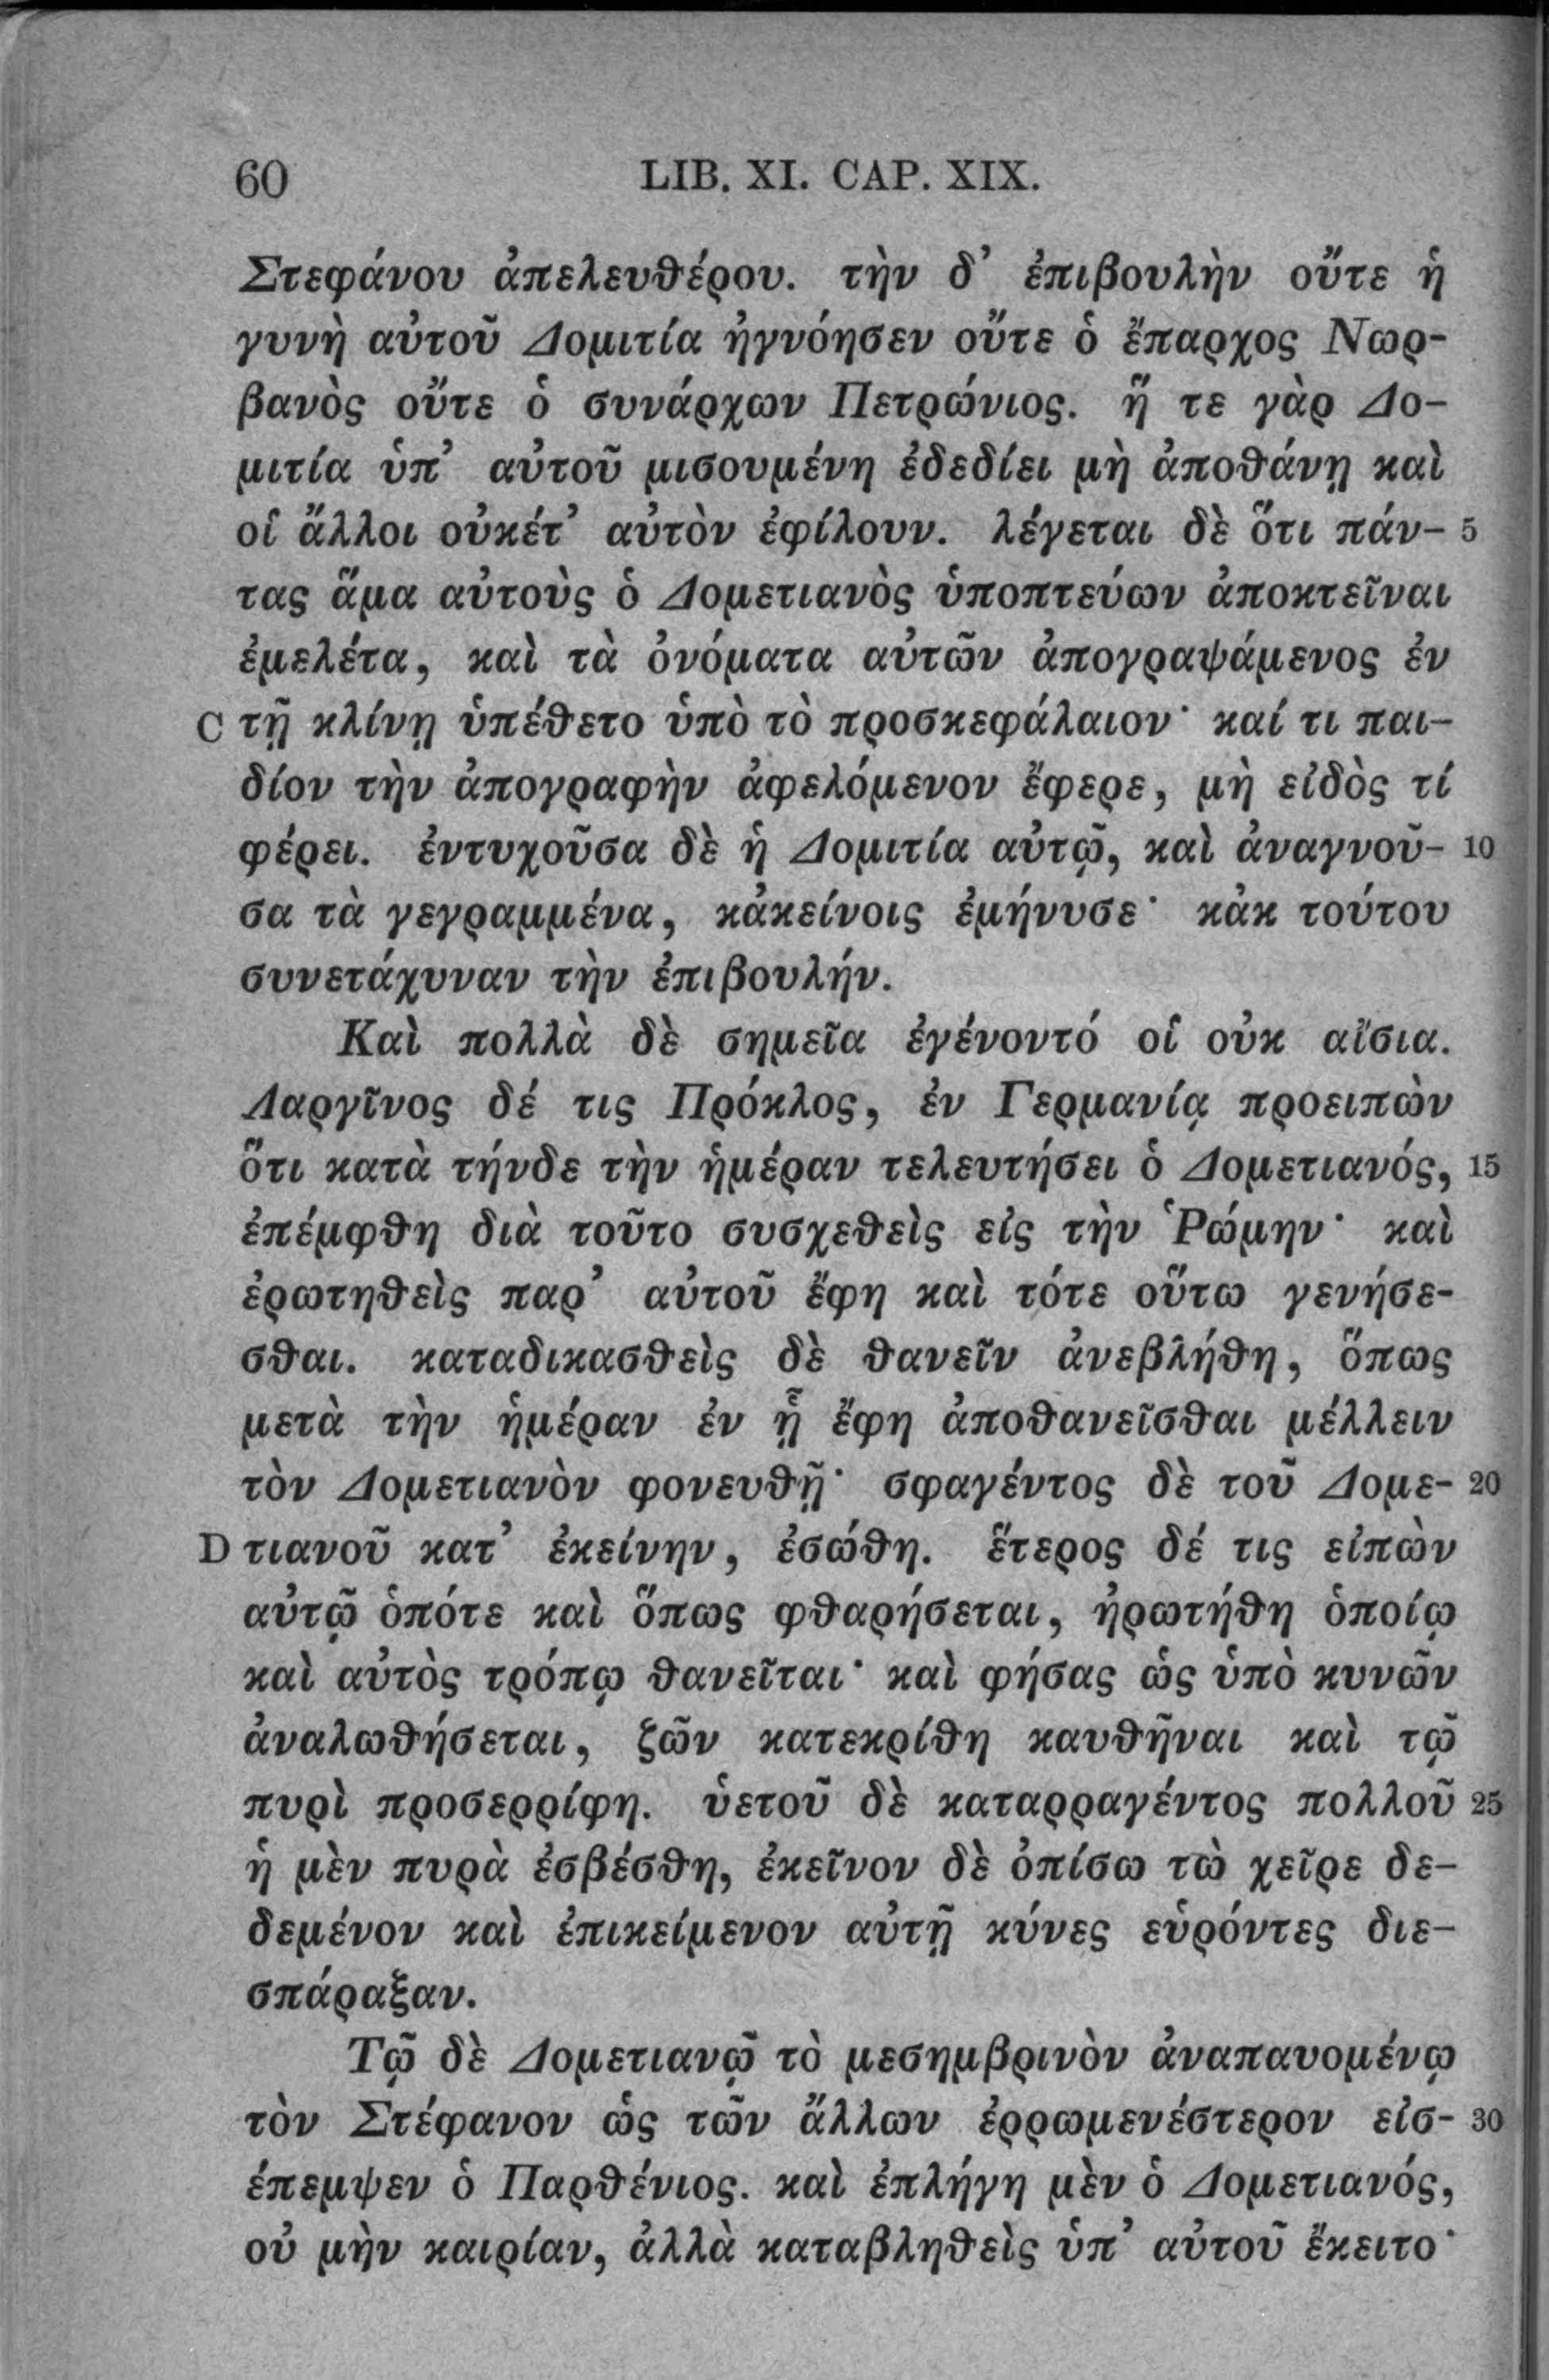 60 LIB. XI. CAP. XIX.
Στεφάνου ἀπελευθέρου. τὴν δ’ ἐπιβουλὴν οὔτε ἡ
γυνὴ αὐτοῦ Δομιτία ἠγνόησεν οὔτε ὁ ἔπαρχος Νωρ-
βανὸς οὔτε ὁ συνάρχων Πετρώνιος. ἥ τε γὰρ Δο-
μιτία ὑπ’ αὐτοῦ μισουμένη ἐδεδίει μὴ ἀποθάνῃ καὶ
οἱ ἄλλοι οὐκέτ’ αὐτὸν ἐφίλουν. λέγεται δὲ ὅτι πάν- 5
τας ἅμα αὐτοὺς ὁ Δομετιανὸς ὑποπτεύων ἀποκτεῖναι
ἐμελέτα, καὶ τὰ ὀνόματα αὐτῶν ἀπογραψάμενος ἐν
C τῇ κλίνῃ ὑπέθετο ὑπὸ τὸ προσκεφάλαιον· καί τι παι-
δίον τὴν ἀπογραφὴν ἀφελόμενον ἔφερε, μὴ εἰδὸς τί
φέρει. ἐντυχοῦσα δὲ ἡ Δομιτία αὐτῷ, καὶ ἀναγνοῦ- 10
σα τὰ γεγραμμένα, κἀκείνοις ἐμήνυσε· κἀκ τούτου
συνετάχυναν τὴν ἐπιβουλήν.
Καὶ πολλὰ δὲ σημεῖα ἐγένοντό οἱ οὐκ αἴσια.
Λαργῖνος δέ τις Πρόκλος, ἐν Γερμανίᾳ προειπὼν
ὅτι κατὰ τήνδε τὴν ἡμέραν τελευτήσει ὁ Δομετιανός, 15
ἐπέμφθη διὰ τοῦτο συσχεθεὶς εἰς τὴν Ῥώμην· καὶ
ἐρωτηθεὶς παρ’ αὐτοῦ ἔφη καὶ τότε οὕτω γενήσε-
σθαι. καταδικασθεὶς δὲ θανεῖν ἀνεβλήθη, ὅπως
μετὰ τὴν ἡμέραν ἐν ᾗ ἔφη ἀποθανεῖσθαι μέλλειν
τὸν Δομετιανὸν φονευθῇ· σφαγέντος δὲ τοῦ Δομε- 20
D τιανοῦ κατ’ ἐκείνην, ἐσώθη. ἕτερος δέ τις εἰπὼν
αὐτῷ ὁπότε καὶ ὅπως φθαρήσεται, ἠρωτήθη ὁποίῳ
καὶ αὐτὸς τρόπῳ θανεῖται· καὶ φήσας ὡς ὑπὸ κυνῶν
ἀναλωθήσεται, ζῶν κατεκρίθη καυθῆναι καὶ τῷ
πυρὶ προσερρίφη. ὑετοῦ δὲ καταρραγέντος πολλοῦ 25
ἡ μὲν πυρὰ ἐσβέσθη, ἐκεῖνον δὲ ὀπίσω τὼ χεῖρε δε-
δεμένον καὶ ἐπικείμενον αὐτῇ κύνες εὑρόντες διε-
σπάραξαν.
Τῷ δὲ Δομετιανῷ τὸ μεσημβρινὸν ἀναπαυομένῳ
τὸν Στέφανον ὡς τῶν ἄλλων ἐρρωμενέστερον εἰσ- 30
έπεμψεν ὁ Παρθένιος. καὶ ἐπλήγη μὲν ὁ Δομετιανός,
οὐ μὴν καιρίαν, ἀλλὰ καταβληθεὶς ὑπ’ αὐτοῦ ἔκειτο·